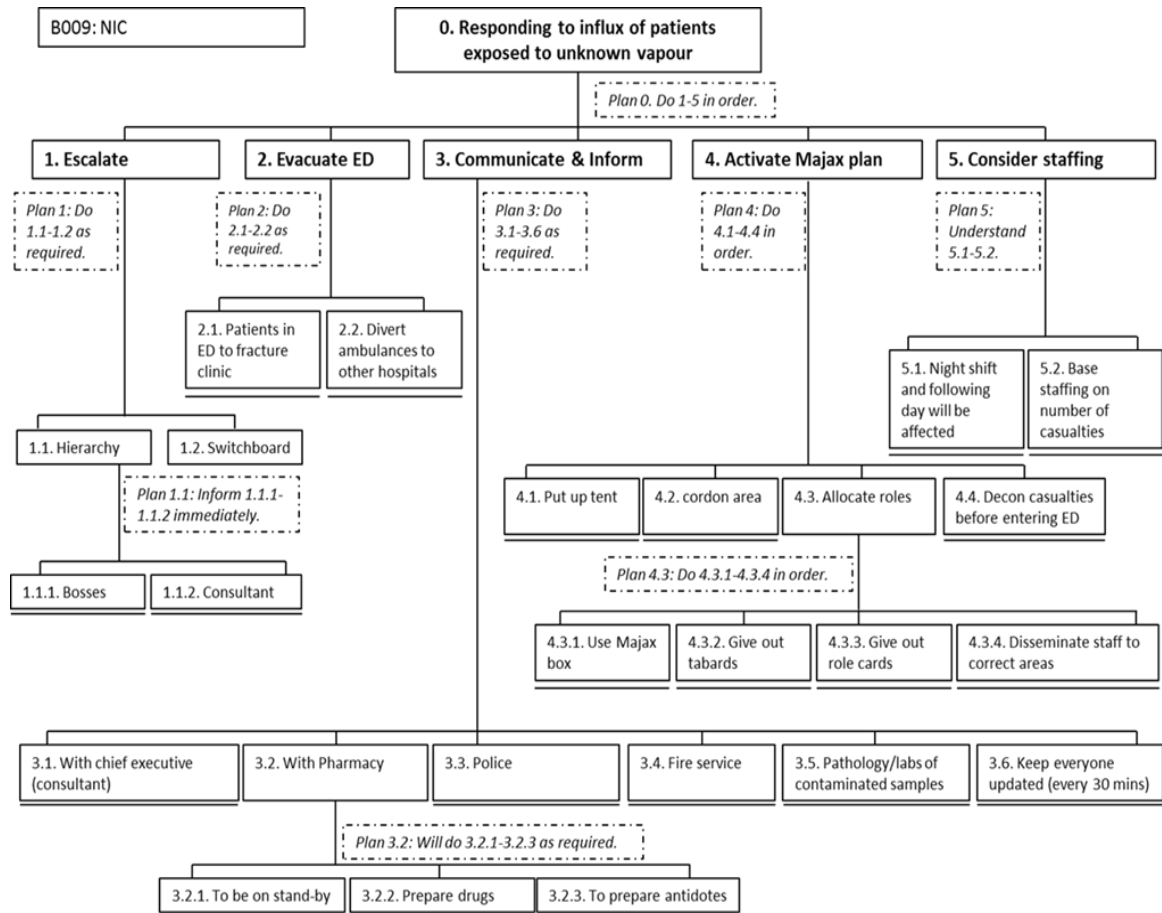 B009: NIC
0. Responding to influx of patients
exposed to unknown vapour
Plan 0. Do 1-5 in order.
1. Escalate
2. Evacuate ED
3. Communicate & Inform
4. Activate Majax plan
5. Consider staffing
Plan 1: Do
1.1-1.2 as
required.
Plan 2: Do
2.1-2.2 as
required.
Plan 3: Do
3.1-3.6 as
required.
Plan 4: Do
4.1-4.4 in
order.
Plan 5:
Understand
5.1-5.2.
2.1. Patients in
ED to fracture
clinic
2.2. Divert
ambulances to
other hospitals
5.1. Night shift
and following
day will be
affected
5.2. Base
staffing on
number of
casualties
1.1. Hierarchy
1.2. Switchboard
Plan 1.1: Inform 1.1.1-
1.1.2 immediately.
4.1. Put up tent
4.2. cordon area
4.3. Allocate roles
4.4. Decon casualties
before entering ED
1.1.1. Bosses
1.1.2. Consultant
Plan 4.3: Do 4.3.1-4.3.4 in order.
4.3.1. Use Majax
box
4.3.2. Give out
tabards
4.3.3. Give out
role cards
4.3.4. Disseminate staff to
correct areas
3.1. With chief executive
(consultant)
3.2. With Pharmacy
3.3. Police
3.4. Fire service
3.5. Pathology/labs of
contaminated samples
3.6. Keep everyone
updated (every 30 mins)
Plan 3.2: Will do 3.2.1-3.2.3 as required.
3.2.1. To be on stand-by
3.2.2. Prepare drugs
3.2.3. To prepare antidotes